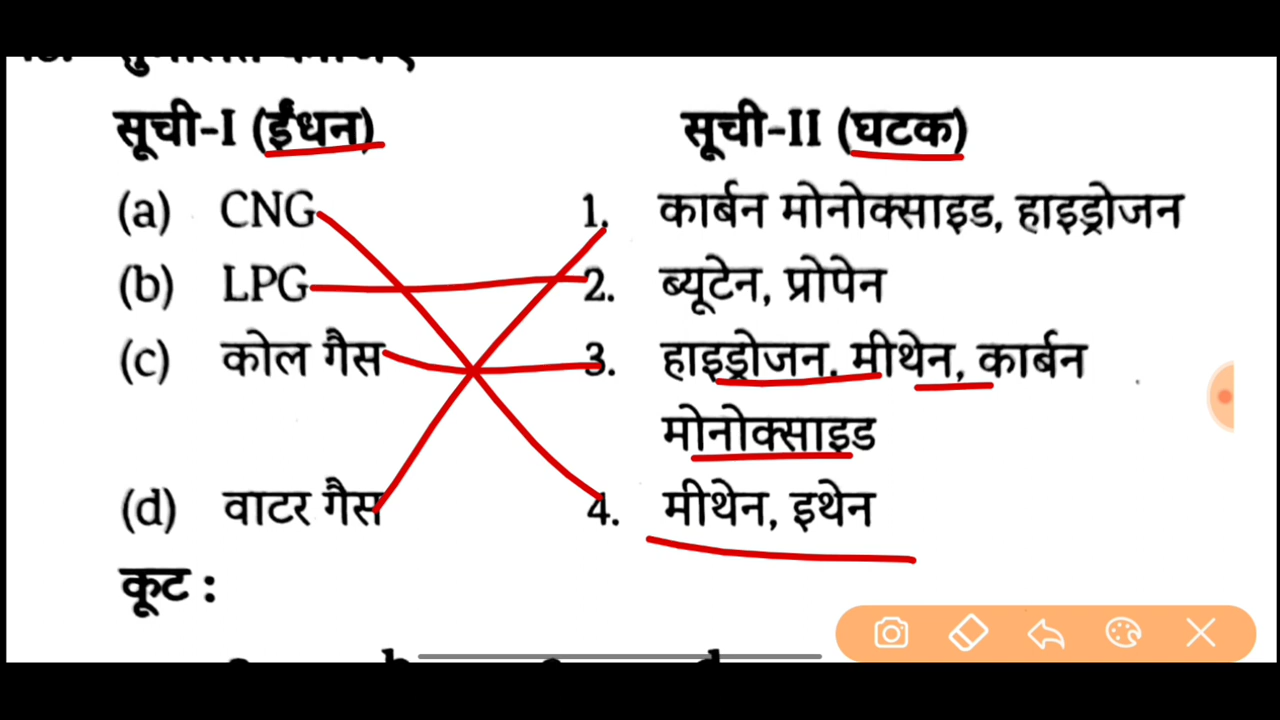 सूची-I (ईंधन) सूची-II (घटक)
(a) CNG 1. कार्बन मोनोक्साइड, हाइड्रोजन
(b) LPG 2. ब्यूटेन, प्रोपेन
(c) कोल गैस 3. हाइड्रोजन. मीथेन, कार्बन
मोनोक्साइड
(d) वाटर गैस 4. मीथेन, इथेन
कूट :